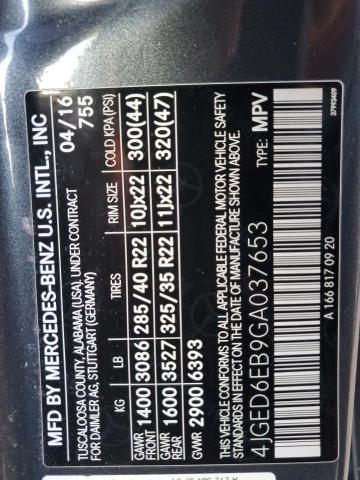 MFD BY MERCEDES-BENZ U.S. INTL., INC
TUSCALOOSA COUNTY, ALABAMA (USA). UNDER CONTRACT 04/16
4 FOR DAIMLER AG, STUTTGART (GERMANY) 755
KG LB TIRES RIM SIZE COLD KPA (PSI)
GAWR FRONT 1400 3086 285/40 R22 10Jx22 300(44)
GAWR REAR 1600 3527 325/35 R22 11Jx22 320(47)
GVWR 2900 6393
THIS VEHICLE CONFORMS TO ALL APPLICABLE FEDERAL MOTOR VEHICLE SAFETY
STANDARDS IN EFFECT ON THE DATE OF MANUFACTURE SHOWN ABOVE.
4JGED6EB9GA037653 TYPE: MPV
A 166 817 09 20 37993409